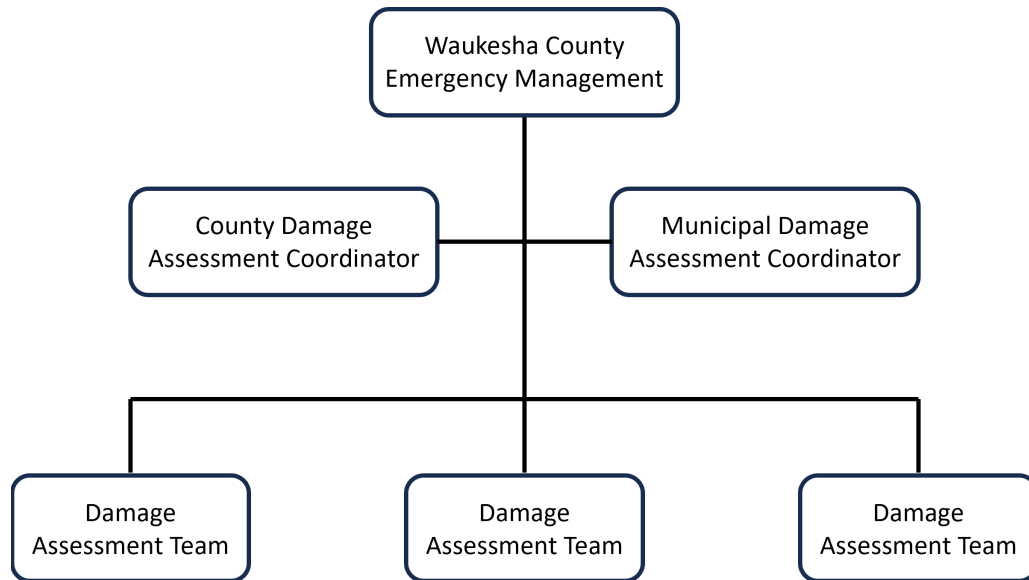 Waukesha County
Emergency Management
County Damage
Assessment Coordinator
Municipal Damage
Assessment Coordinator
Damage
Assessment Team
Damage
Assessment Team
Damage
Assessment Team